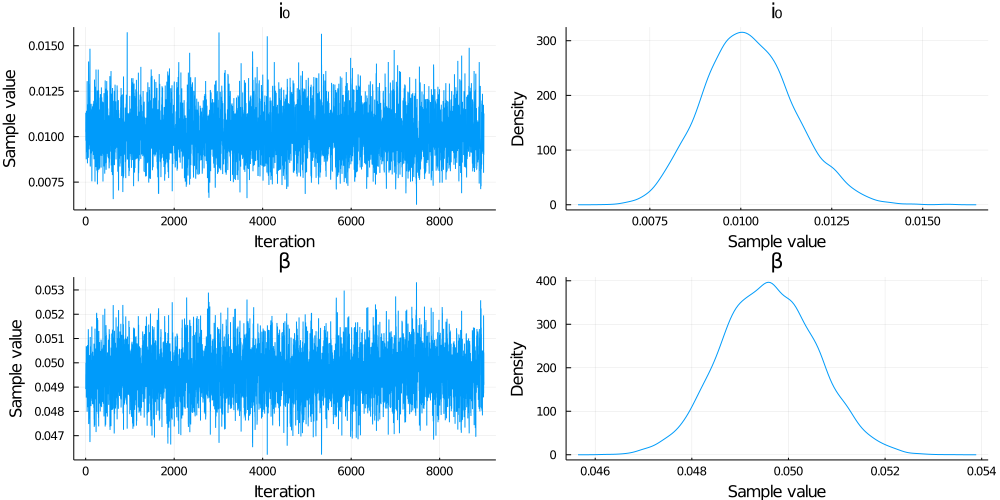 i₀
Sample value
0.0150
0.0125
0.0100
0.0075
0 2000 4000 6000 8000
Iteration
i₀
Density
300
200
100
0
0.0075 0.0100 0.0125 0.0150
Sample value
β
Sample value
0.053
0.052
0.051
0.050
0.049
0.048
0.047
0 2000 4000 6000 8000
Iteration
β
Density
400
300
200
100
0
0.046 0.048 0.050 0.052 0.054
Sample value